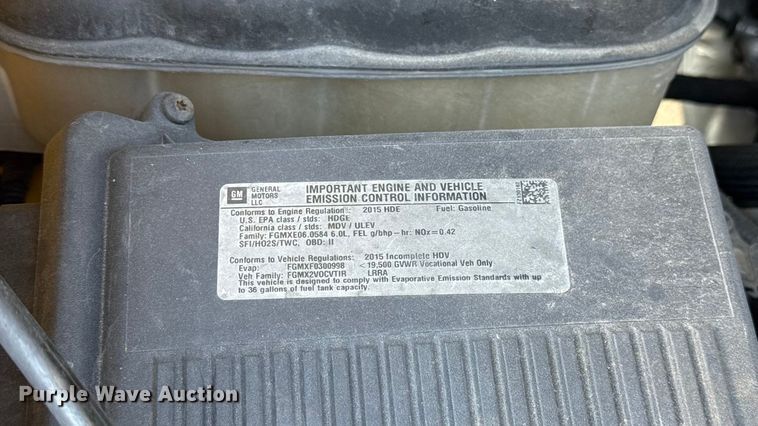 GM
GENERAL
MOTORS
LLC
IMPORTANT ENGINE AND VEHICLE
EMISSION CONTROL INFORMATION
Conforms to Engine Regulation: 2015 HDE Fuel: Gasoline
U.S. EPA class / stds: HDGE
California class / stds: MDV / ULEV
Family: FGMXE06.0584 6.0L, FEL g/bhp-hr: NOx=0.42
SFI/HO2S/TWC, OBD: II
Conforms to Vehicle Regulations: 2015 Incomplete HDV
Evap: FGMXF0300998 <19,500 GVWR Vocational Veh Only
Veh Family: FGMX2VOCVTIR LRRA
This vehicle is designed to comply with Evaporative Emission Standards with up
to 36 gallons of fuel tank capacity.
Purple Wave Auction®